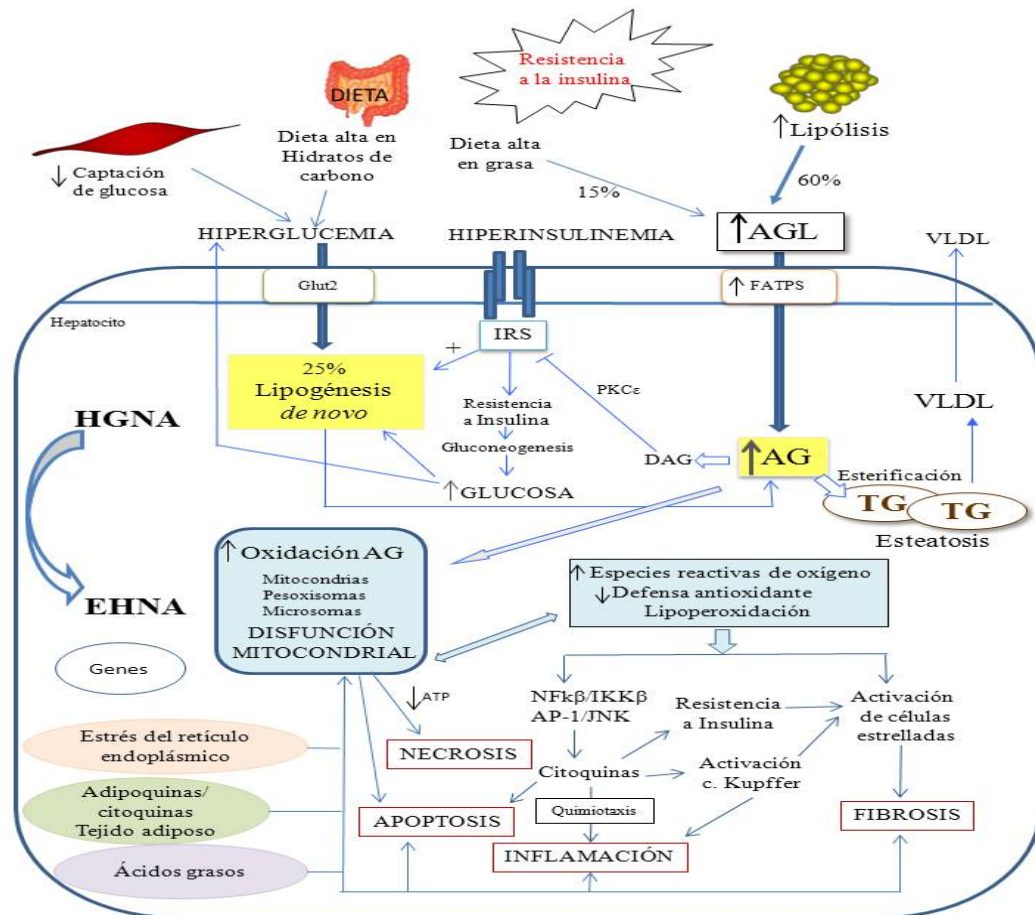 Resistencia
a la insulina
DIETA
↑ Lipólisis
↓ Captación
de glucosa
Dieta alta en
Hidratos de
carbono
Dieta alta
en grasa
15%
60%
HIPERGLUCEMIA
HIPERINSULINEMIA
↑AGL
VLDL
Glut2
↑ FATPS
Hepatocito
IRS
+
25%
Lipogénesis
de novo
PKCε
Resistencia
a Insulina
Gluconeogenesis
↑GLUCOSA
HGNA
VLDL
DAG
↑AG
Esterificación
TG
TG
Esteatosis
↑ Oxidación AG
Mitocondrias
Pesoxisomas
Microsomas
DISFUNCIÓN
MITOCONDRIAL
↑ Especies reactivas de oxígeno
↓Defensa antioxidante
Lipoperoxidación
EHNA
Genes
↓ATP
NFkβ/IKKβ
AP-1/JNK
Resistencia
a Insulina
Activación
de células
estrelladas
Estrés del retículo
endoplásmico
NECROSIS
Citoquinas
Activación
c. Kupffer
Adipoquinas/
citoquinas
Tejido adiposo
APOPTOSIS
Quimiotaxis
FIBROSIS
INFLAMACIÓN
Ácidos grasos